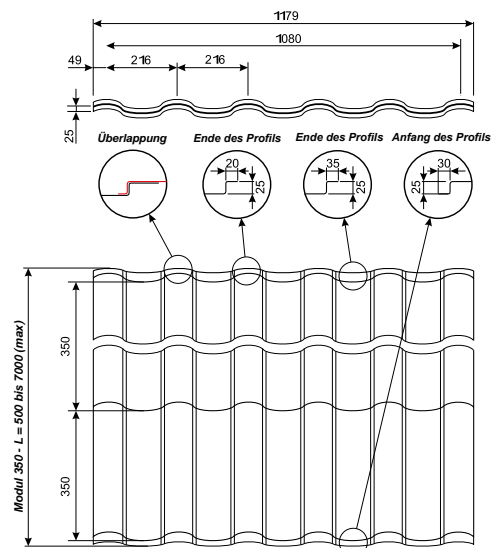 1179
1080
49
216
216
25
Überlappung
Ende des Profils
Ende des Profils
Anfang des Profils
20
25
35
25
30
25
350
350
Modul 350 - L = 500 bis 7000 (max)